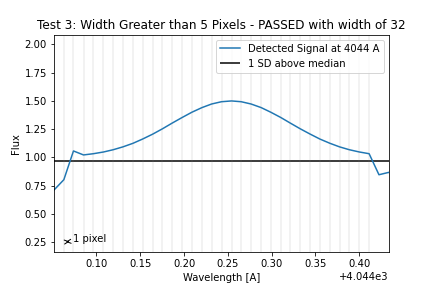 Test 3: Width Greater than 5 Pixels - PASSED with width of 32
2.00
1.75
1.50
1.25
1.00
0.75
0.50
0.25
Flux
Detected Signal at 4044 A
1 SD above median
1 pixel
0.10
0.15
0.20
0.25
0.30
0.35
0.40
Wavelength [A]
+4.044e3